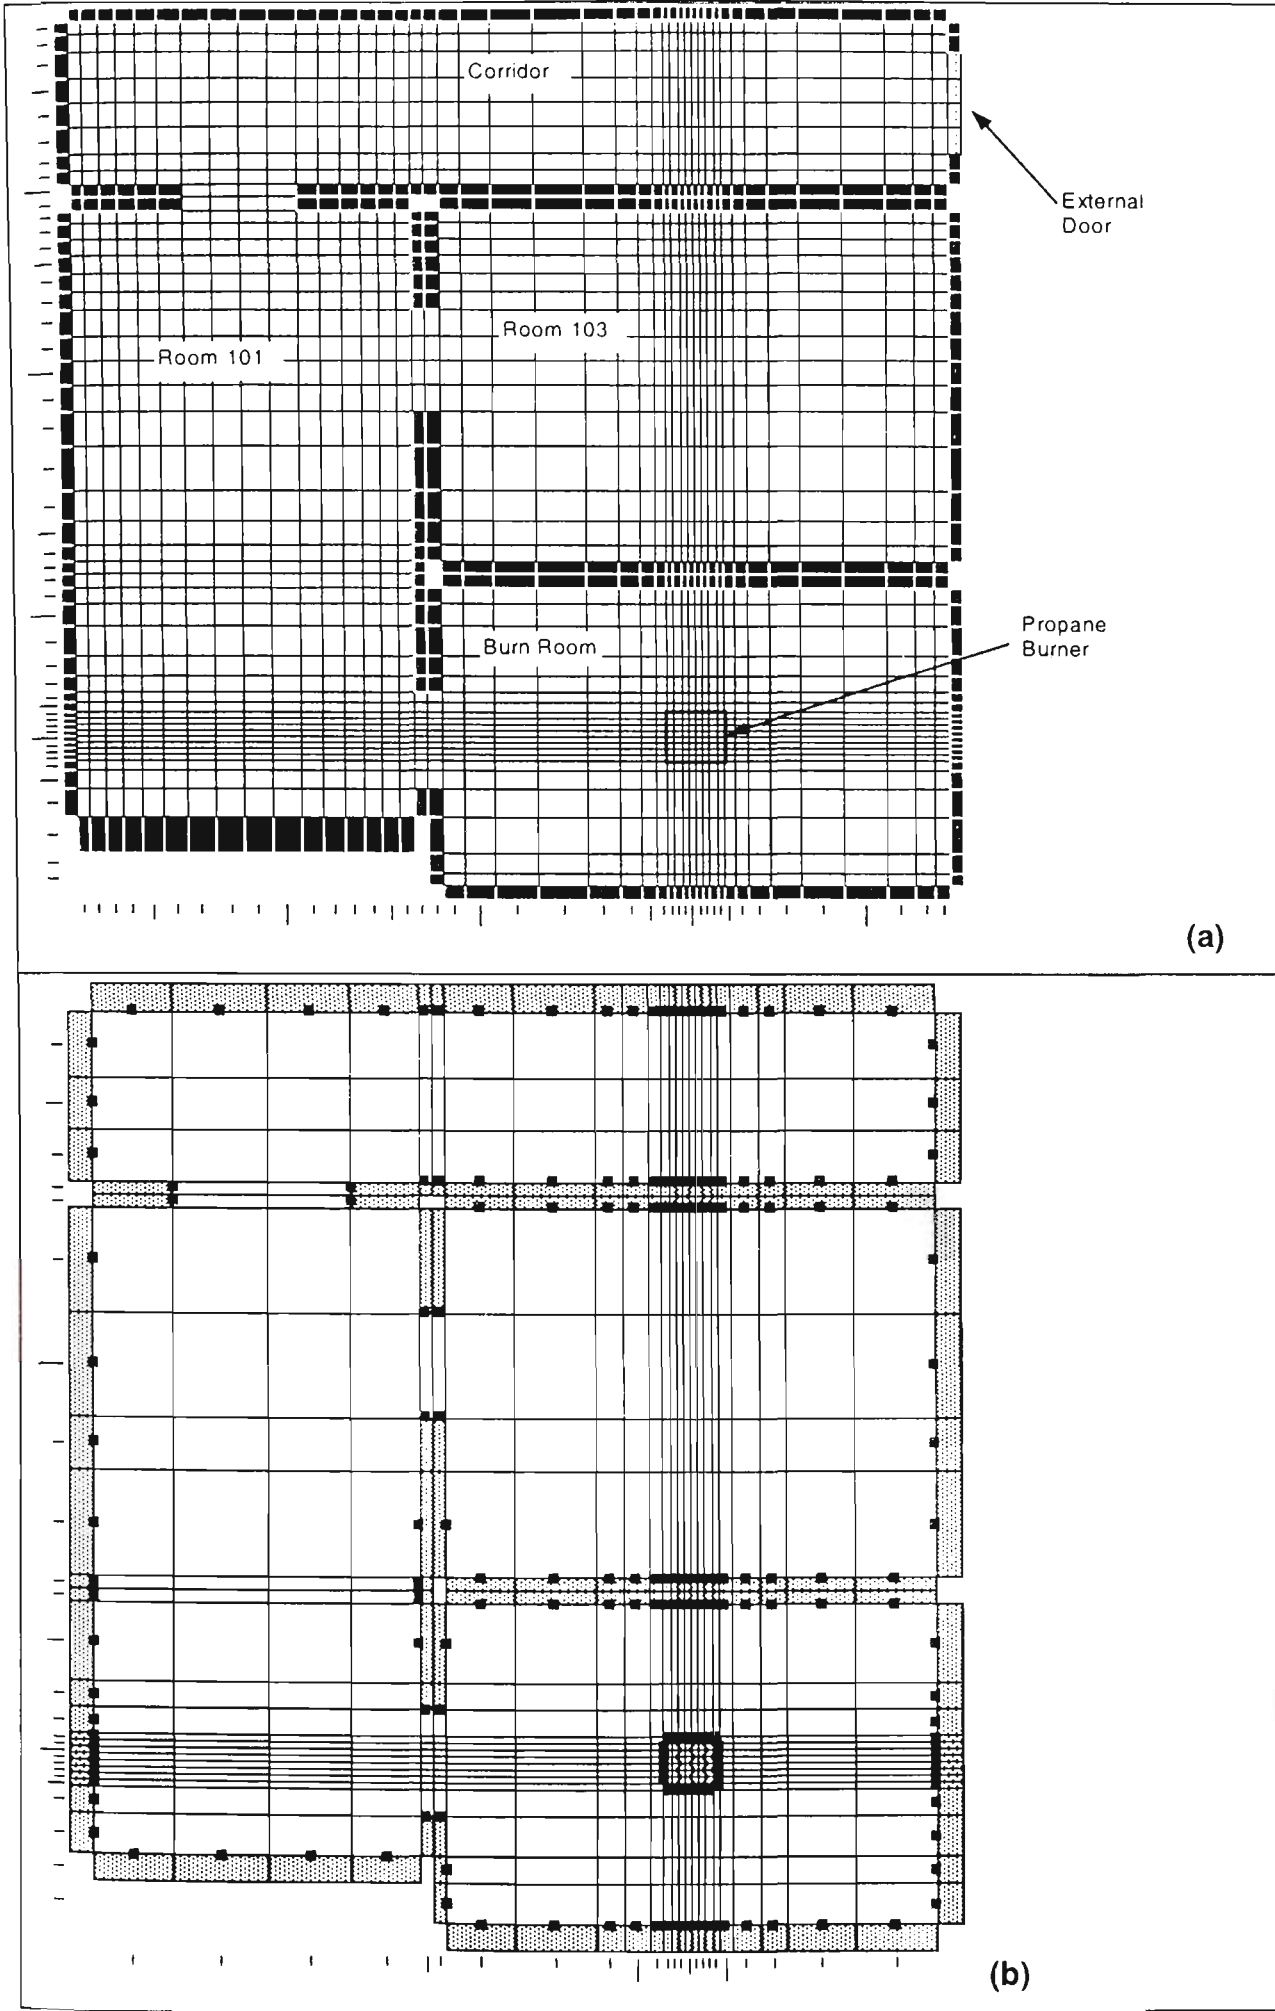 Corridor
External
Door
Room 103
Room 101
Propane
Burner
Burn Room
(a)
(b)